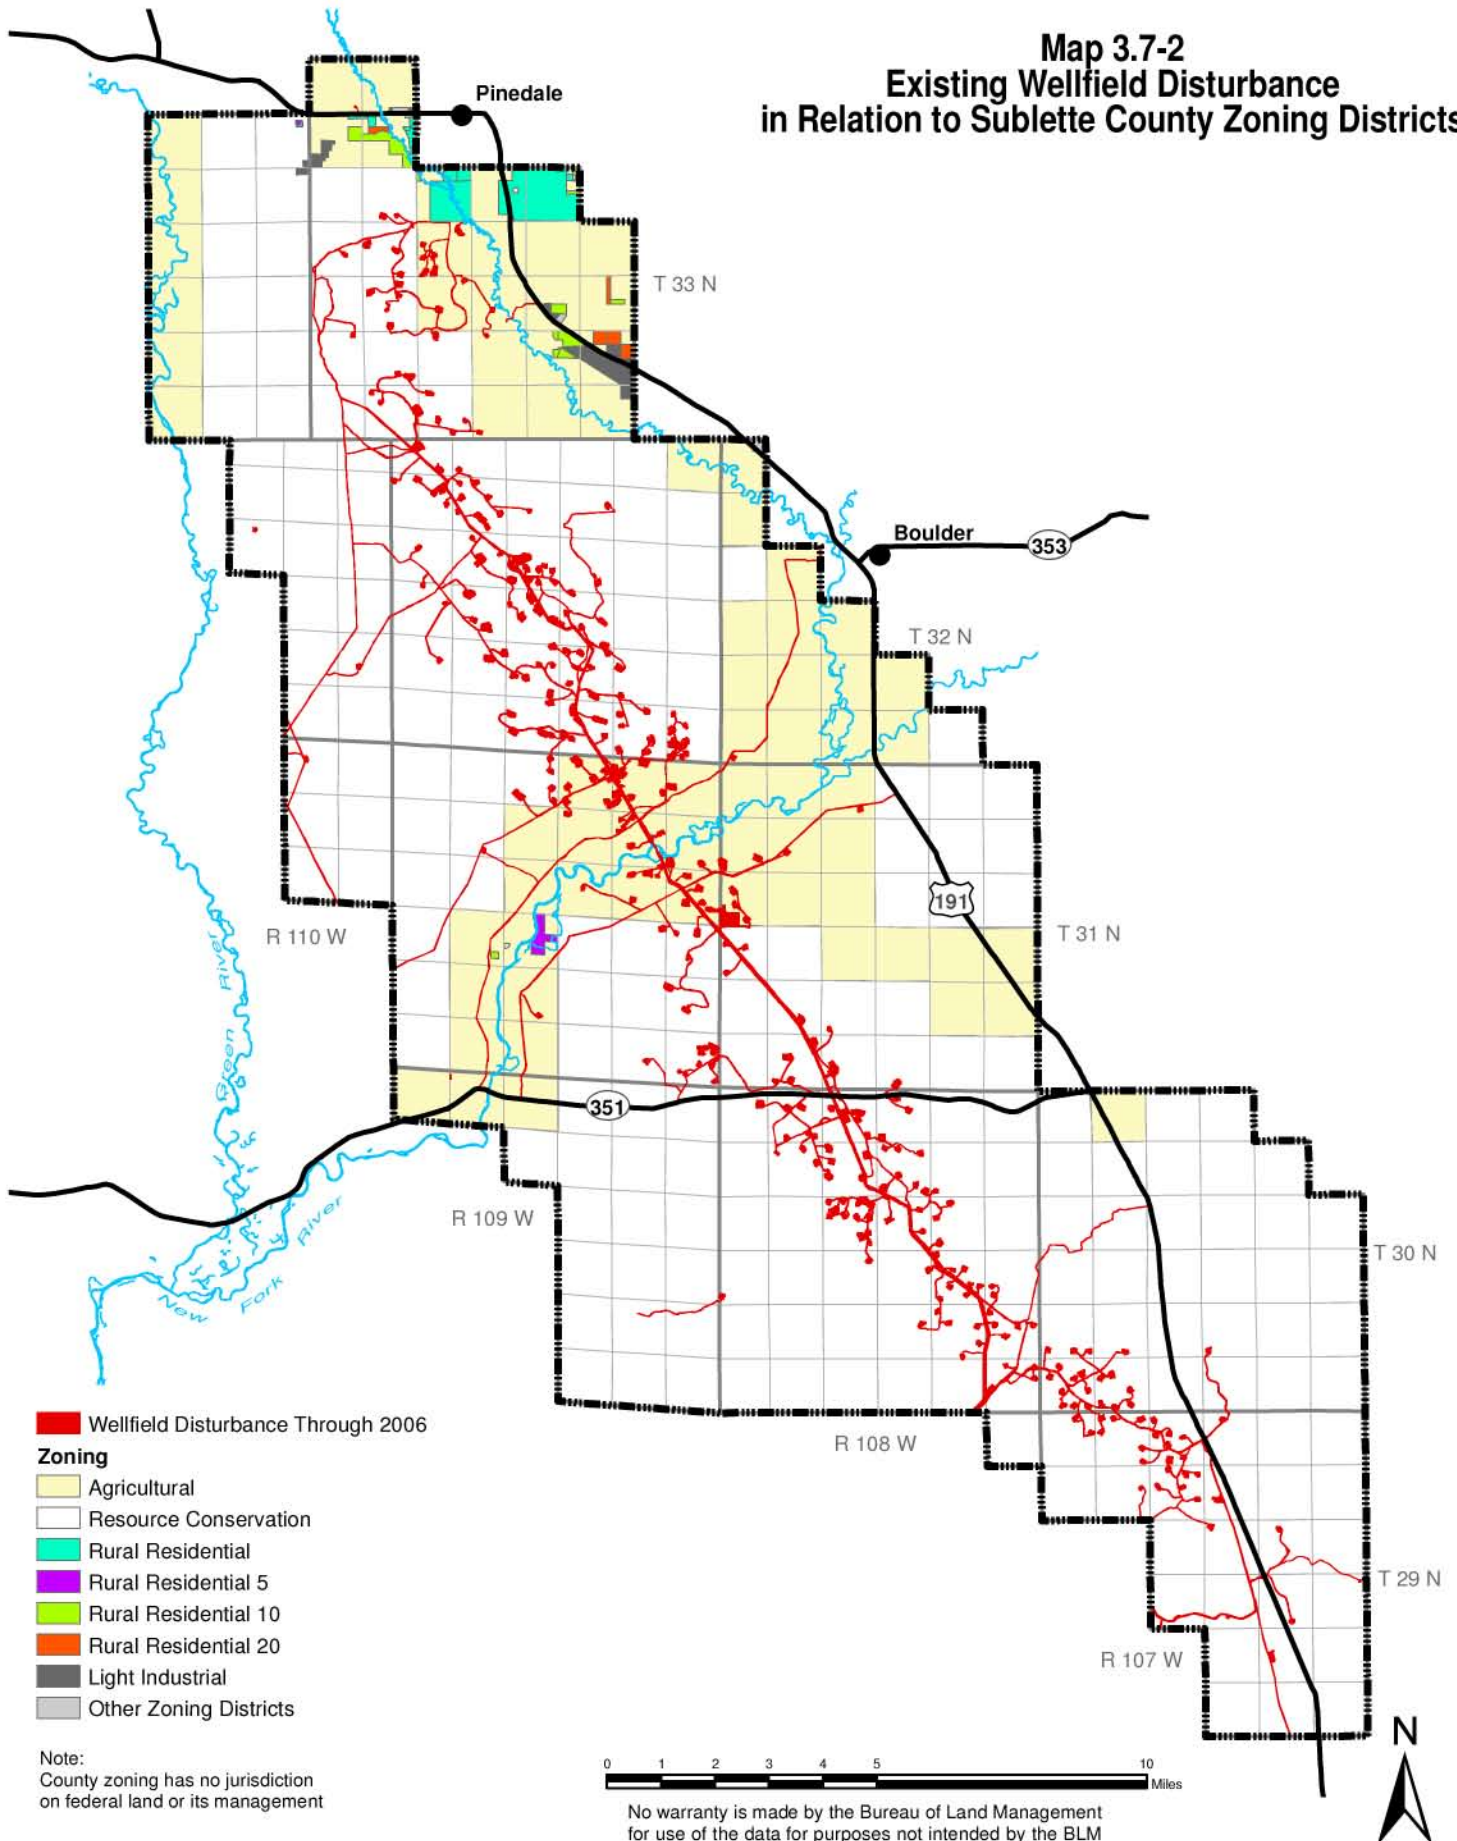 Map 3.7-2
Existing Wellfield Disturbance
in Relation to Sublette County Zoning Districts
Pinedale
T 33 N
Boulder
353
T 32 N
191
R 110 W
T 31 N
Green River
351
R 109 W
New Fork River
T 30 N
R 108 W
T 29 N
R 107 W
Wellfield Disturbance Through 2006
Zoning
Agricultural
Resource Conservation
Rural Residential
Rural Residential 5
Rural Residential 10
Rural Residential 20
Light Industrial
Other Zoning Districts
Note:
County zoning has no jurisdiction
on federal land or its management
0 1 2 3 4 5 10
Miles
No warranty is made by the Bureau of Land Management
for use of the data for purposes not intended by the BLM
N